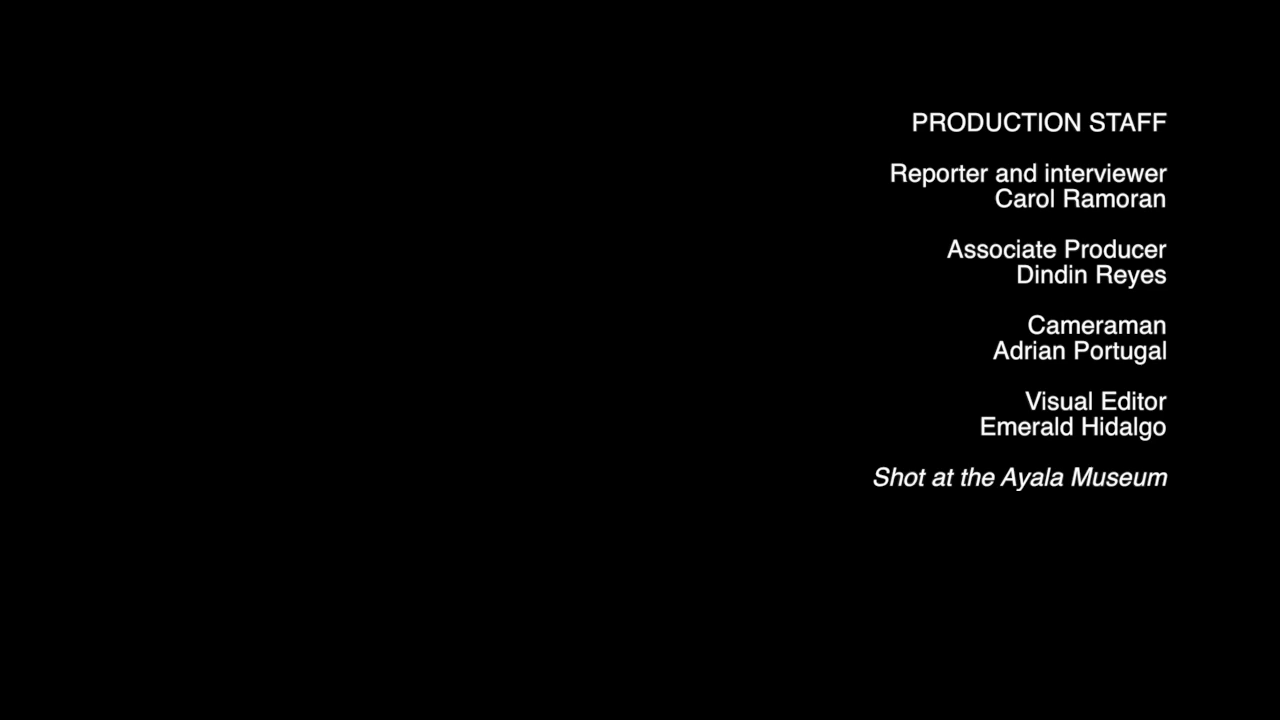 PRODUCTION STAFF
Reporter and interviewer
Carol Ramoran
Associate Producer
Dindin Reyes
Cameraman
Adrian Portugal
Visual Editor
Emerald Hidalgo
Shot at the Ayala Museum